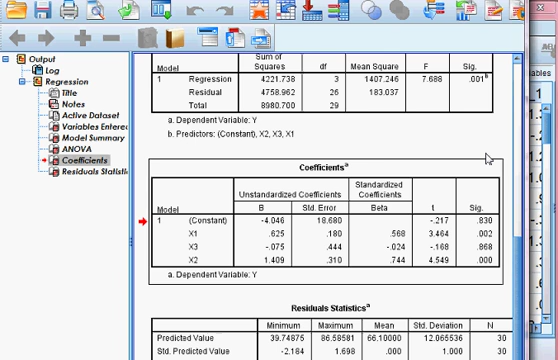 Output
Log
Regression
Title
Notes
Active Dataset
Variables Entere
Model Summary
ANOVA
Coefficients
Residuals Statisti
Model Sum of Squares df Mean Square F Sig.
1 Regression 4221.738 3 1407.246 7.688 .001b
Residual 4758.962 26 183.037
Total 8980.700 29
a. Dependent Variable: Y
b. Predictors: (Constant), X2, X3, X1
Coefficientsa
Unstandardized Coefficients Standardized Coefficients
Model B Std. Error Beta t Sig.
1 (Constant) -4.046 18.680 -.217 .830
X1 .625 .180 .568 3.464 .002
X3 -.075 .444 -.024 -.168 .868
X2 1.409 .310 .744 4.549 .000
a. Dependent Variable: Y
Residuals Statisticsa
Minimum Maximum Mean Std. Deviation N
Predicted Value 39.74875 86.58581 66.10000 12.065536 30
Std. Predicted Value -2.184 1.698 .000 1.000 30
ables